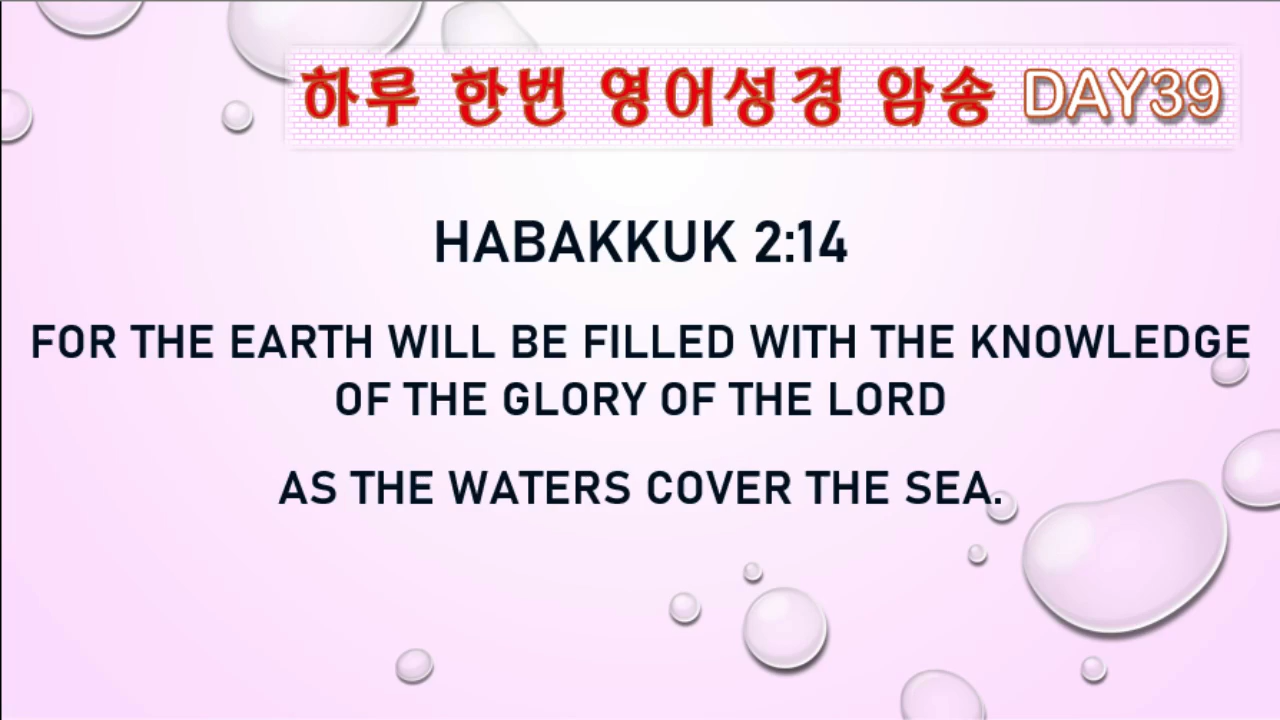 하루 한번 영어성경 암송 DAY39
HABAKKUK 2:14
FOR THE EARTH WILL BE FILLED WITH THE KNOWLEDGE
OF THE GLORY OF THE LORD
AS THE WATERS COVER THE SEA.